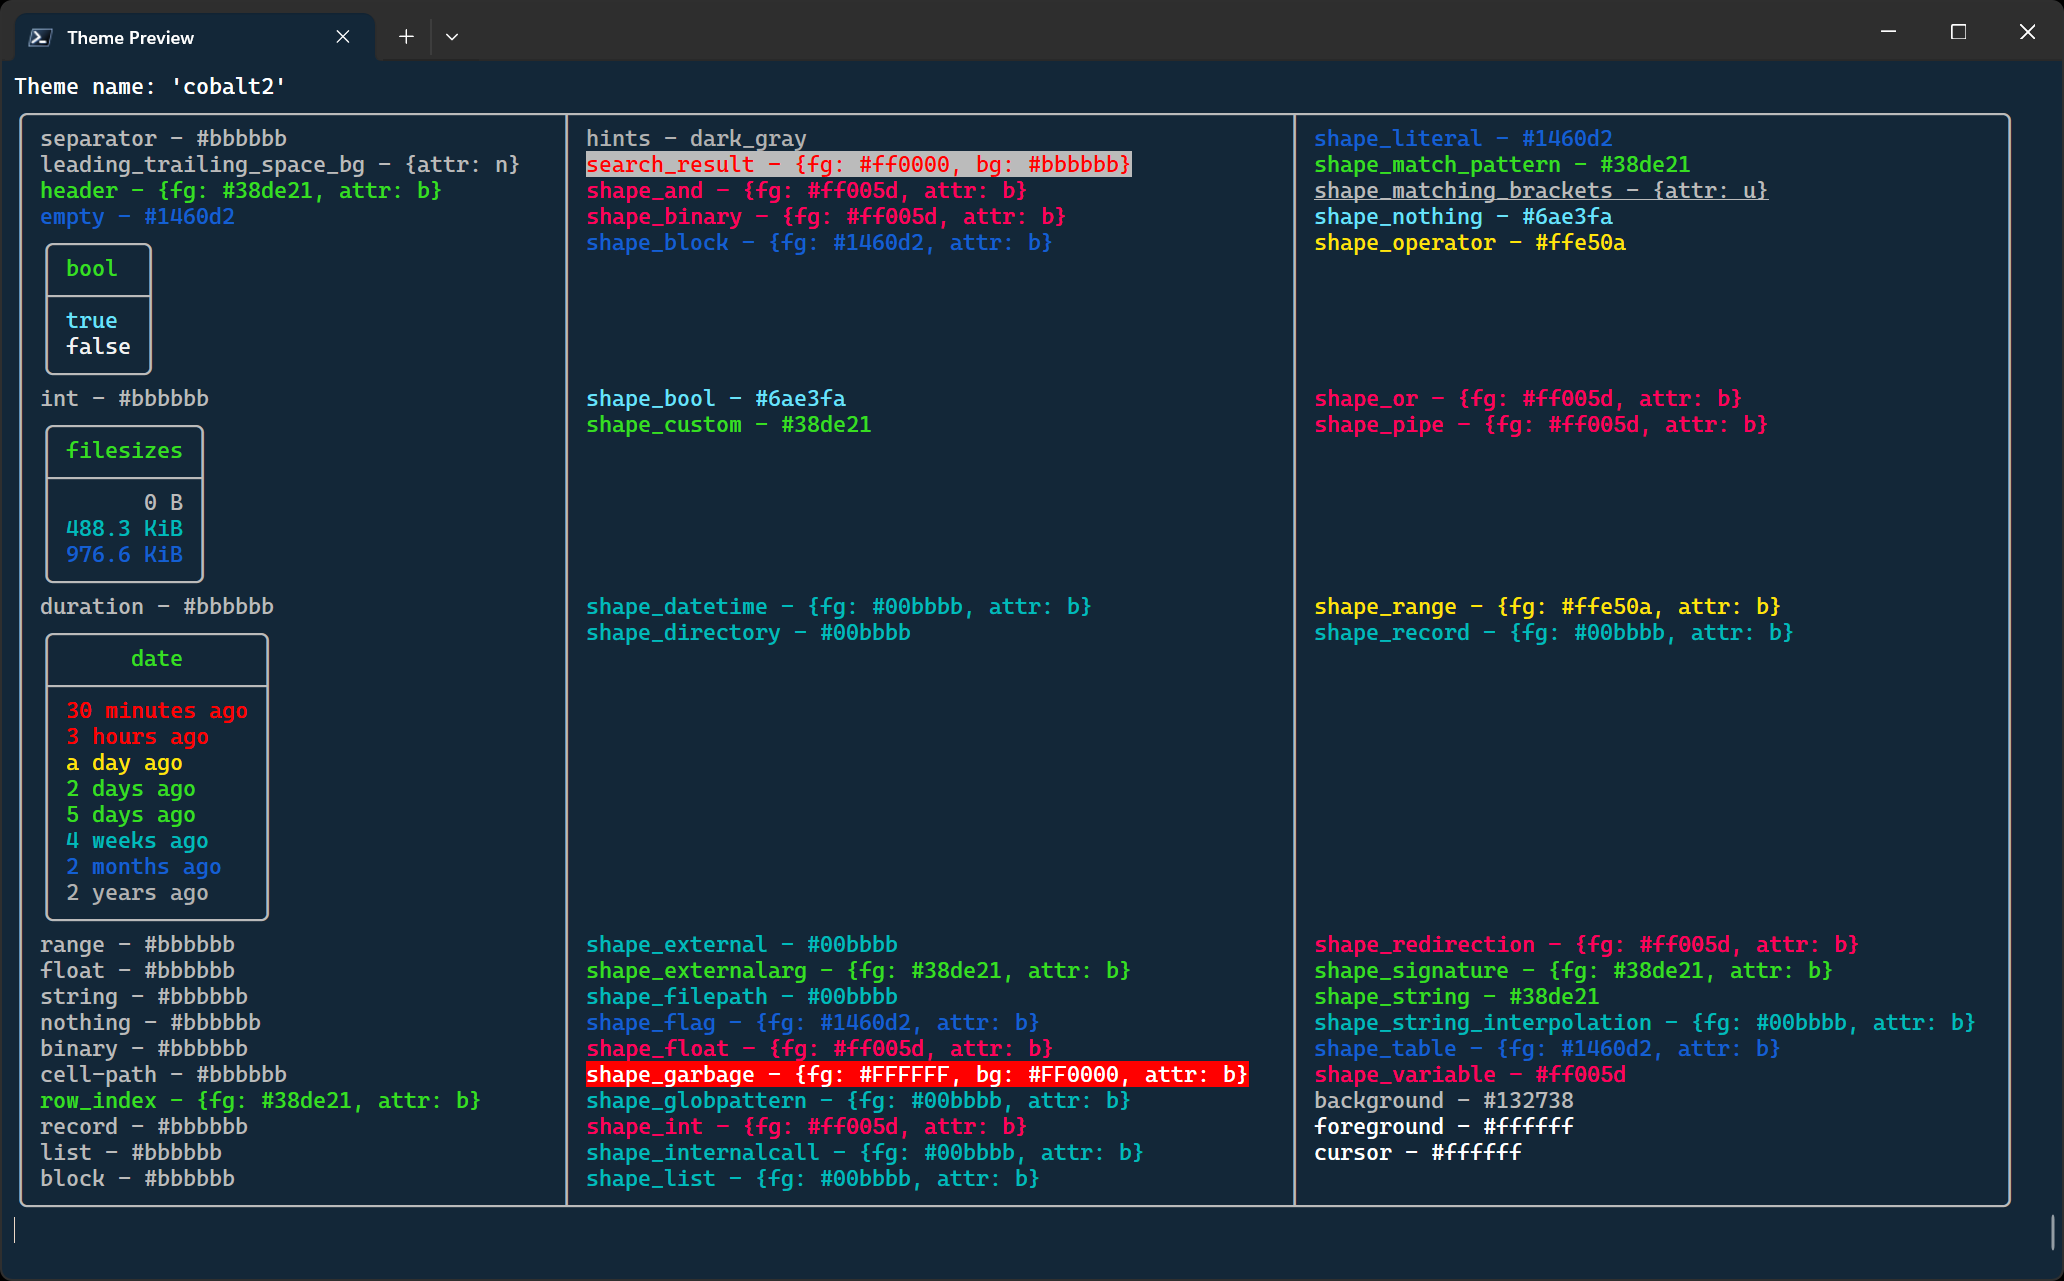 Theme Preview
Theme name: 'cobalt2'
separator - #bbbbbb
leading_trailing_space_bg - {attr: n}
header - {fg: #38de21, attr: b}
empty - #1460d2
bool
true
false
int - #bbbbbb
filesizes
0 B
488.3 KiB
976.6 KiB
duration - #bbbbbb
date
30 minutes ago
3 hours ago
a day ago
2 days ago
5 days ago
4 weeks ago
2 months ago
2 years ago
range - #bbbbbb
float - #bbbbbb
string - #bbbbbb
nothing - #bbbbbb
binary - #bbbbbb
cell-path - #bbbbbb
row_index - {fg: #38de21, attr: b}
record - #bbbbbb
list - #bbbbbb
block - #bbbbbb
hints - dark_gray
search_result - {fg: #ff0000, bg: #bbbbbb}
shape_and - {fg: #ff005d, attr: b}
shape_binary - {fg: #ff005d, attr: b}
shape_block - {fg: #1460d2, attr: b}
shape_bool - #6ae3fa
shape_custom - #38de21
shape_datetime - {fg: #00bbbb, attr: b}
shape_directory - #00bbbb
shape_external - #00bbbb
shape_externalarg - {fg: #38de21, attr: b}
shape_filepath - #00bbbb
shape_flag - {fg: #1460d2, attr: b}
shape_float - {fg: #ff005d, attr: b}
shape_garbage - {fg: #FFFFFF, bg: #FF0000, attr: b}
shape_globpattern - {fg: #00bbbb, attr: b}
shape_int - {fg: #ff005d, attr: b}
shape_internalcall - {fg: #00bbbb, attr: b}
shape_list - {fg: #00bbbb, attr: b}
shape_literal - #1460d2
shape_match_pattern - #38de21
shape_matching_brackets - {attr: u}
shape_nothing - #6ae3fa
shape_operator - #ffe50a
shape_or - {fg: #ff005d, attr: b}
shape_pipe - {fg: #ff005d, attr: b}
shape_range - {fg: #ffe50a, attr: b}
shape_record - {fg: #00bbbb, attr: b}
shape_redirection - {fg: #ff005d, attr: b}
shape_signature - {fg: #38de21, attr: b}
shape_string - #38de21
shape_string_interpolation - {fg: #00bbbb, attr: b}
shape_table - {fg: #1460d2, attr: b}
shape_variable - #ff005d
background - #132738
foreground - #ffffff
cursor - #ffffff